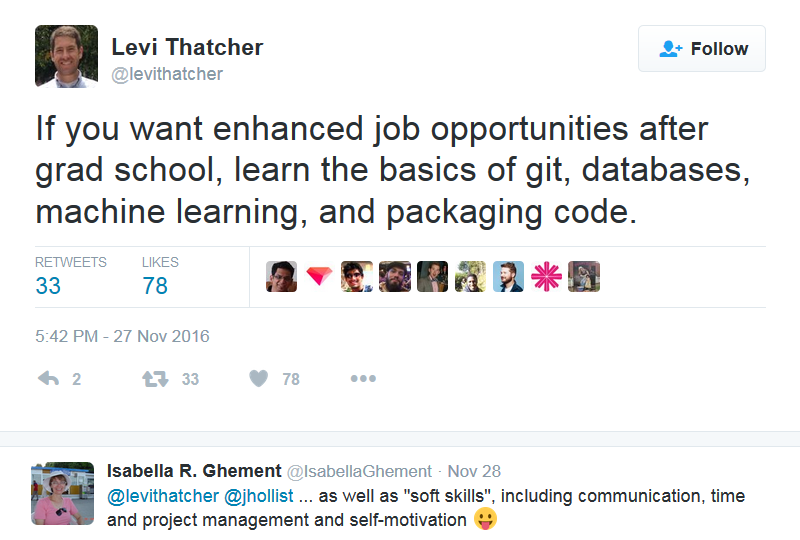 Levi Thatcher
@levithatcher
Follow
If you want enhanced job opportunities after
grad school, learn the basics of git, databases,
machine learning, and packaging code.
RETWEETS LIKES
33 78
5:42 PM - 27 Nov 2016
2 33 78
Isabella R. Ghement @IsabellaGhement · Nov 28
@levithatcher @jhollist ... as well as "soft skills", including communication, time
and project management and self-motivation 😛